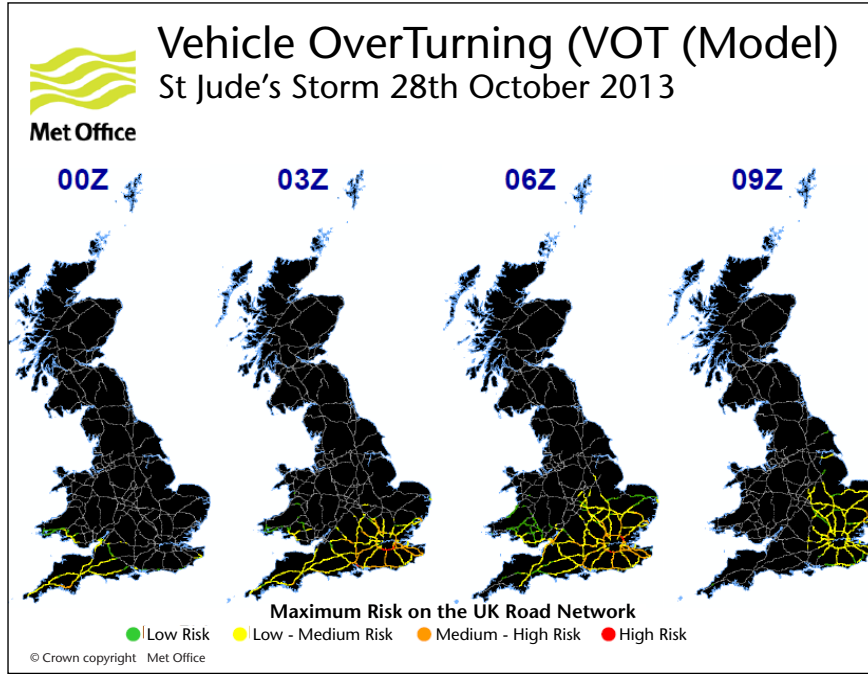 Vehicle OverTurning (VOT (Model)
St Jude's Storm 28th October 2013
Met Office
00Z 03Z 06Z 09Z
Maximum Risk on the UK Road Network
Low Risk Low - Medium Risk Medium - High Risk High Risk
© Crown copyright Met Office